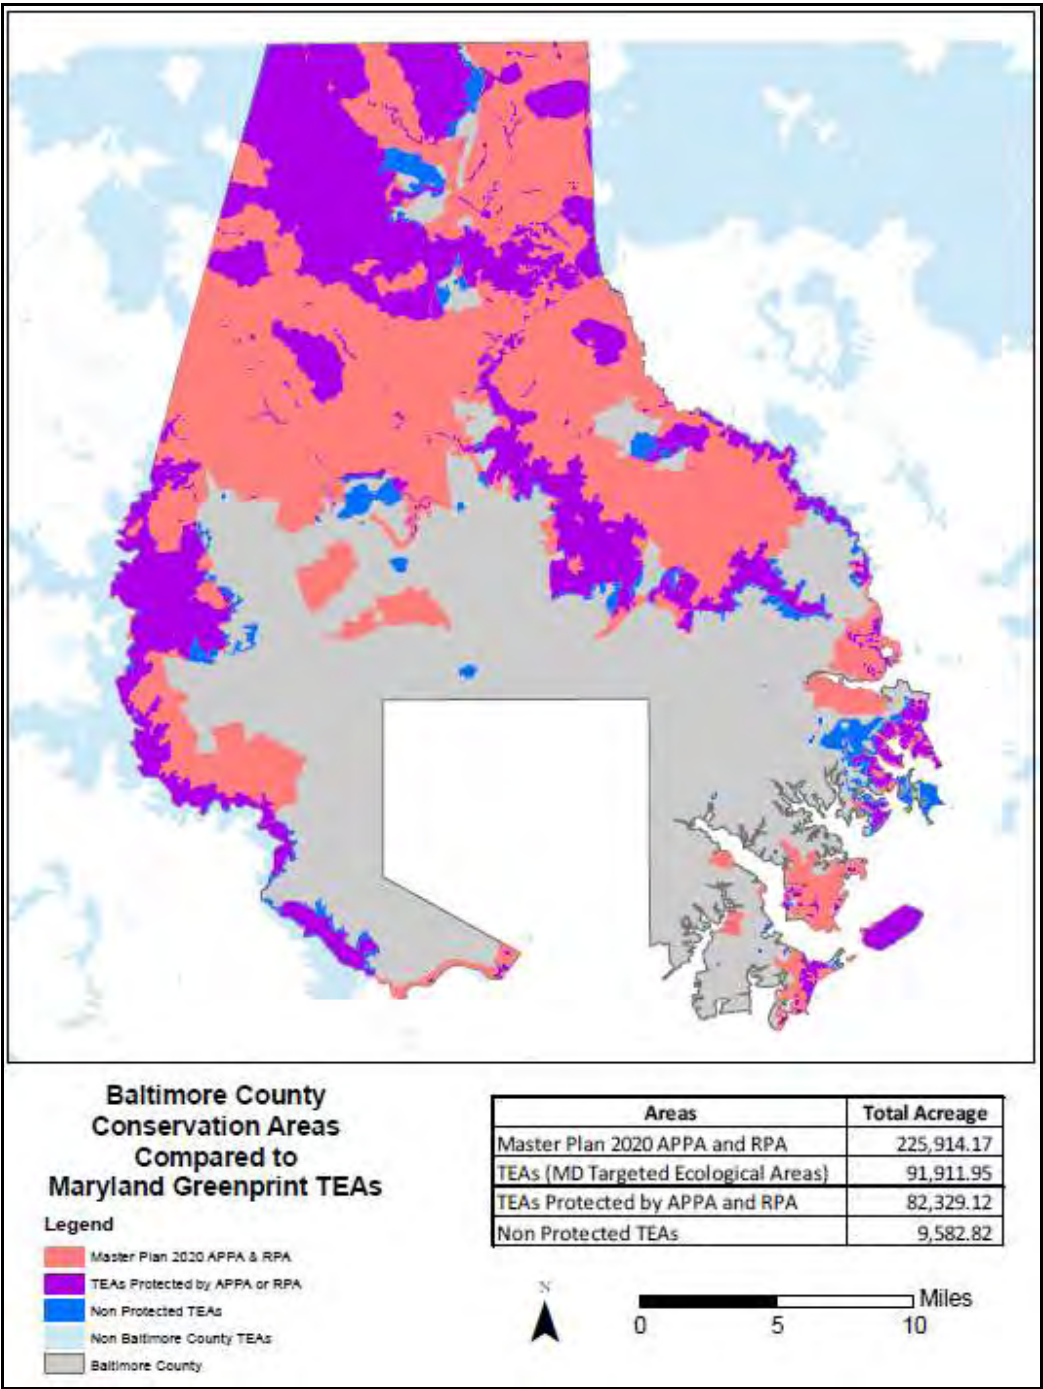 Baltimore County
Conservation Areas
Compared to
Maryland Greenprint TEAs
Legend
Master Plan 2020 APPA & RPA
TEAs Protected by APPA or RPA
Non Protected TEAs
Non Baltimore County TEAs
Baltimore County
Areas Total Acreage
Master Plan 2020 APPA and RPA 225,914.17
TEAs (MD Targeted Ecological Areas) 91,911.95
TEAs Protected by APPA and RPA 82,329.12
Non Protected TEAs 9,582.82
N
Miles
0 5 10